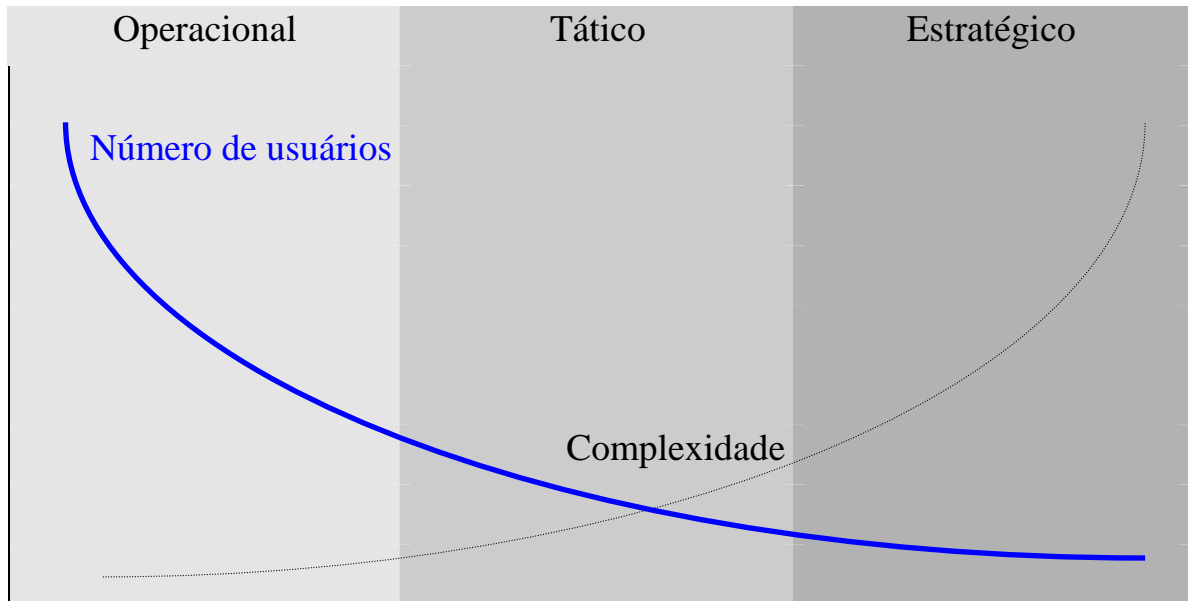 Operacional Tático Estratégico
Número de usuários
Complexidade